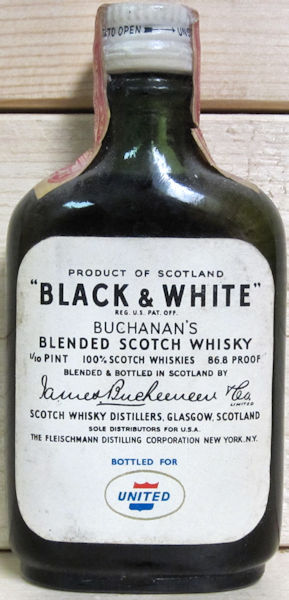 TO OPEN
PRODUCT OF SCOTLAND
"BLACK & WHITE"
REG. U.S. PAT. OFF.
BUCHANAN'S
BLENDED SCOTCH WHISKY
1/10 PINT 100% SCOTCH WHISKIES 86.8 PROOF
BLENDED & BOTTLED IN SCOTLAND BY
James Buchanan & Co.
LIMITED
SCOTCH WHISKY DISTILLERS, GLASGOW, SCOTLAND
SOLE DISTRIBUTORS FOR U.S.A.
THE FLEISCHMANN DISTILLING CORPORATION NEW YORK. N.Y.
BOTTLED FOR
UNITED